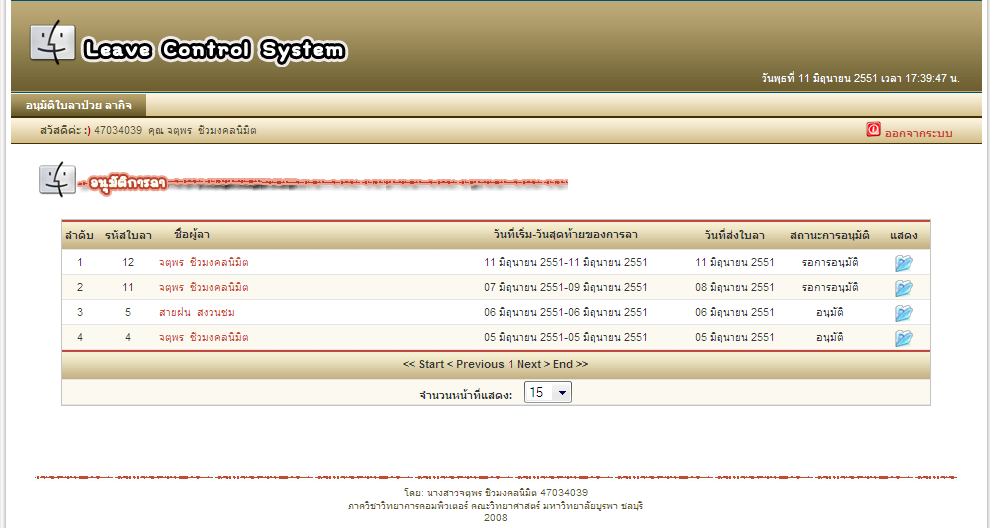 Leave Control System
วันพุธที่ 11 มิถุนายน 2551 เวลา 17:39:47 น.
อนุมัติใบลาป่วย ลากิจ
สวัสดีค่ะ :) 47034039 คุณ จตุพร ชิวมงคลนิมิต
ออกจากระบบ
อนุมัติการลา
ลำดับ รหัสใบลา ชื่อผู้ลา วันที่เริ่ม-วันสุดท้ายของการลา วันที่ส่งใบลา สถานะการอนุมัติ แสดง
1 12 จตุพร ชิวมงคลนิมิต 11 มิถุนายน 2551-11 มิถุนายน 2551 11 มิถุนายน 2551 รอการอนุมัติ
2 11 จตุพร ชิวมงคลนิมิต 07 มิถุนายน 2551-09 มิถุนายน 2551 08 มิถุนายน 2551 รอการอนุมัติ
3 5 สายฝน สงวนชม 06 มิถุนายน 2551-06 มิถุนายน 2551 06 มิถุนายน 2551 อนุมัติ
4 4 จตุพร ชิวมงคลนิมิต 05 มิถุนายน 2551-05 มิถุนายน 2551 05 มิถุนายน 2551 อนุมัติ
<< Start < Previous 1 Next > End >>
จำนวนหน้าที่แสดง: 15
โดย: นางสาวจตุพร ชิวมงคลนิมิต 47034039
ภาควิชาวิทยาการคอมพิวเตอร์ คณะวิทยาศาสตร์ มหาวิทยาลัยบูรพา ชลบุรี
2008